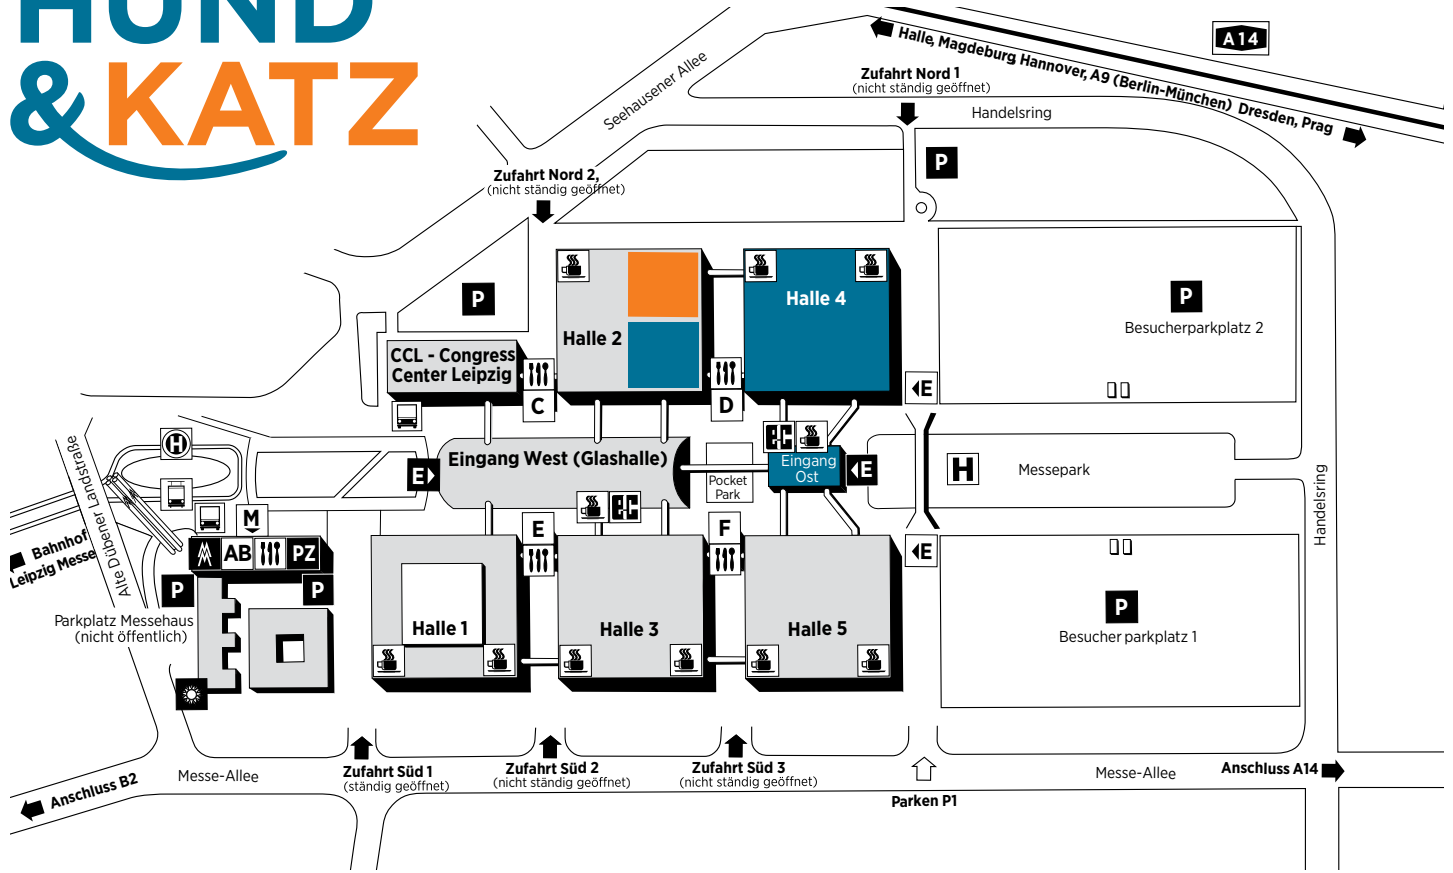 HUND
&KATZ
A14
Halle, Magdeburg Hannover, A9 (Berlin-München) Dresden, Prag
Zufahrt Nord 1
(nicht ständig geöffnet)
Handelsring
Seehausener Allee
P
Zufahrt Nord 2,
(nicht ständig geöffnet)
P
Halle 4
P
Besucherparkplatz 2
Halle 2
CCL - Congress
Center Leipzig
C
D
E
H
Eingang West (Glashalle)
E
EC
Eingang
Ost
E
H
Messepark
Pocket
Park
EC
Alte Dübener Landstraße
Handelsring
M
E
F
Bahnhof
Leipzig Messe
AB
PZ
E
P
P
P
Parkplatz Messehaus
(nicht öffentlich)
Halle 1
Halle 3
Halle 5
Besucher parkplatz 1
Zufahrt Süd 1
(ständig geöffnet)
Zufahrt Süd 2
(nicht ständig geöffnet)
Zufahrt Süd 3
(nicht ständig geöffnet)
Messe-Allee
Messe-Allee
Anschluss A14
Anschluss B2
Parken P1